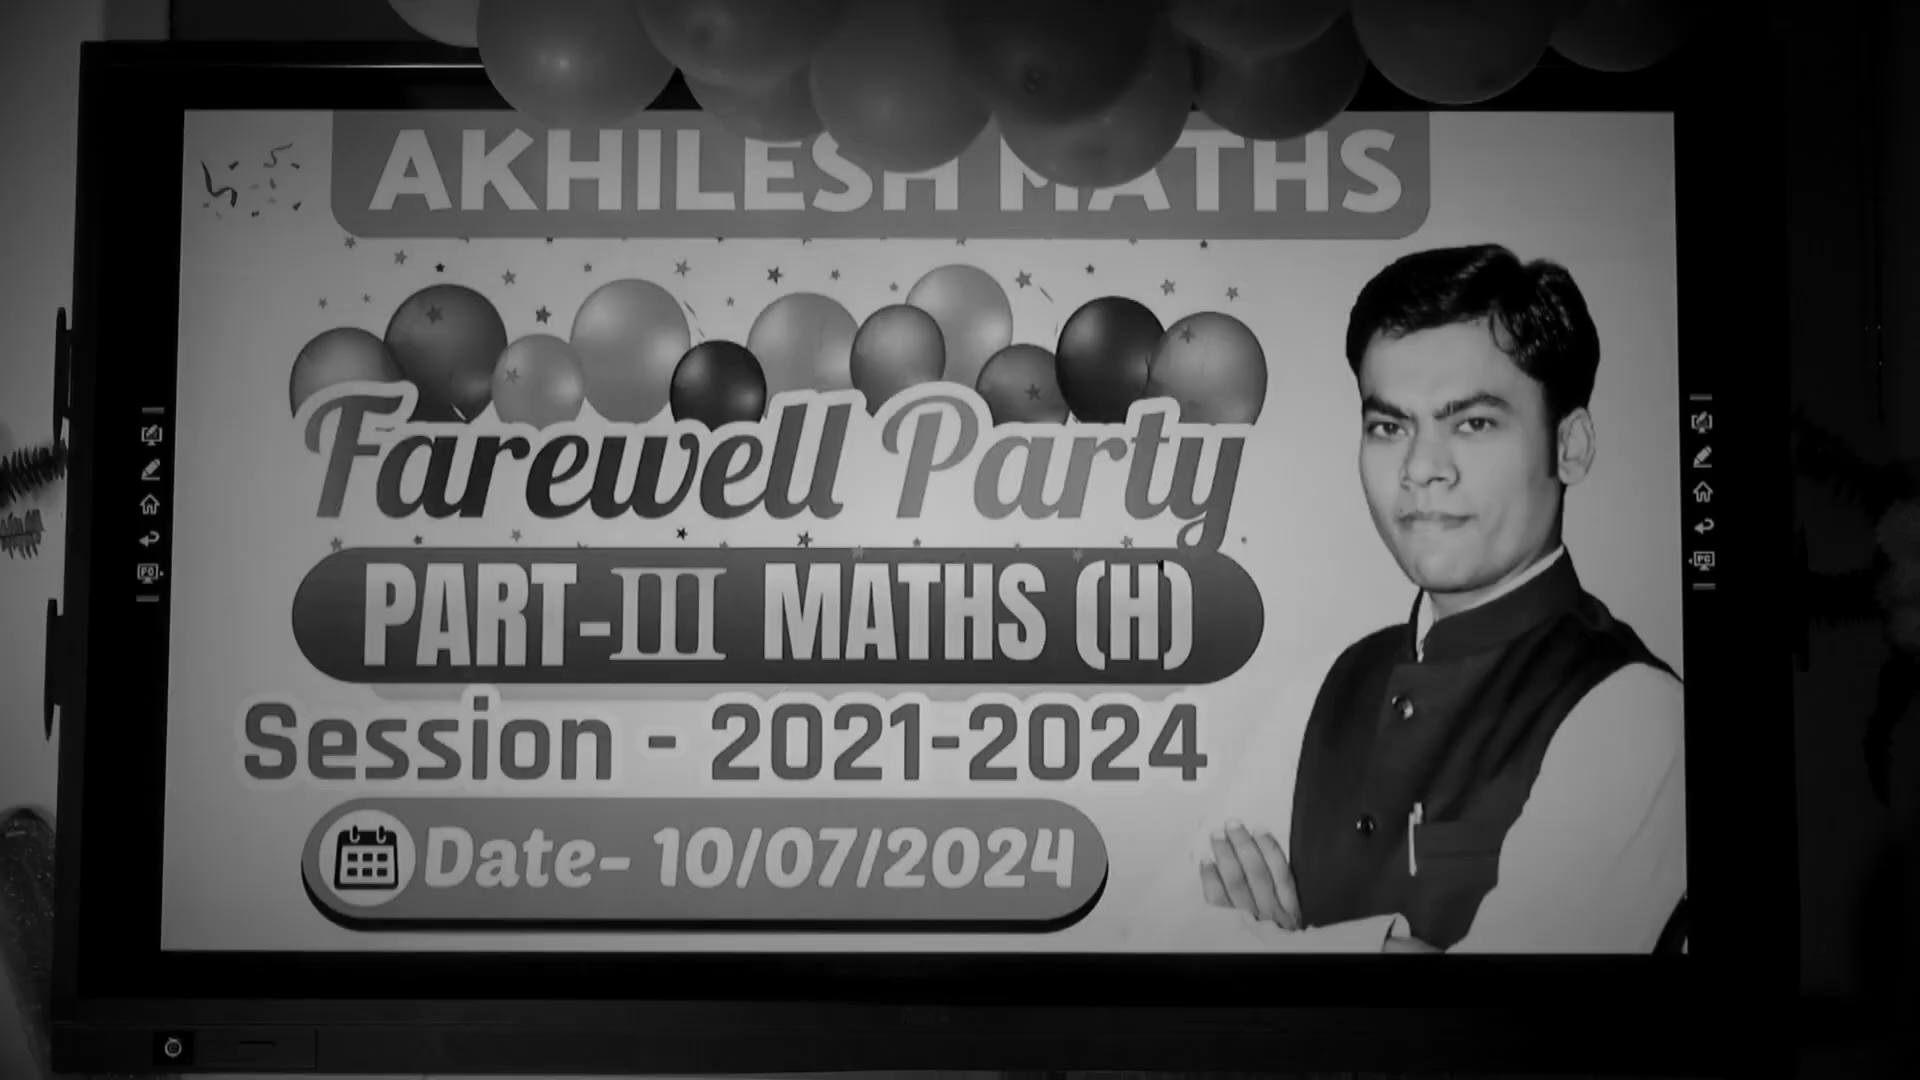 AKHILESH MATHS
Farewell Party
PART-III MATHS (H)
Session - 2021-2024
Date- 10/07/2024